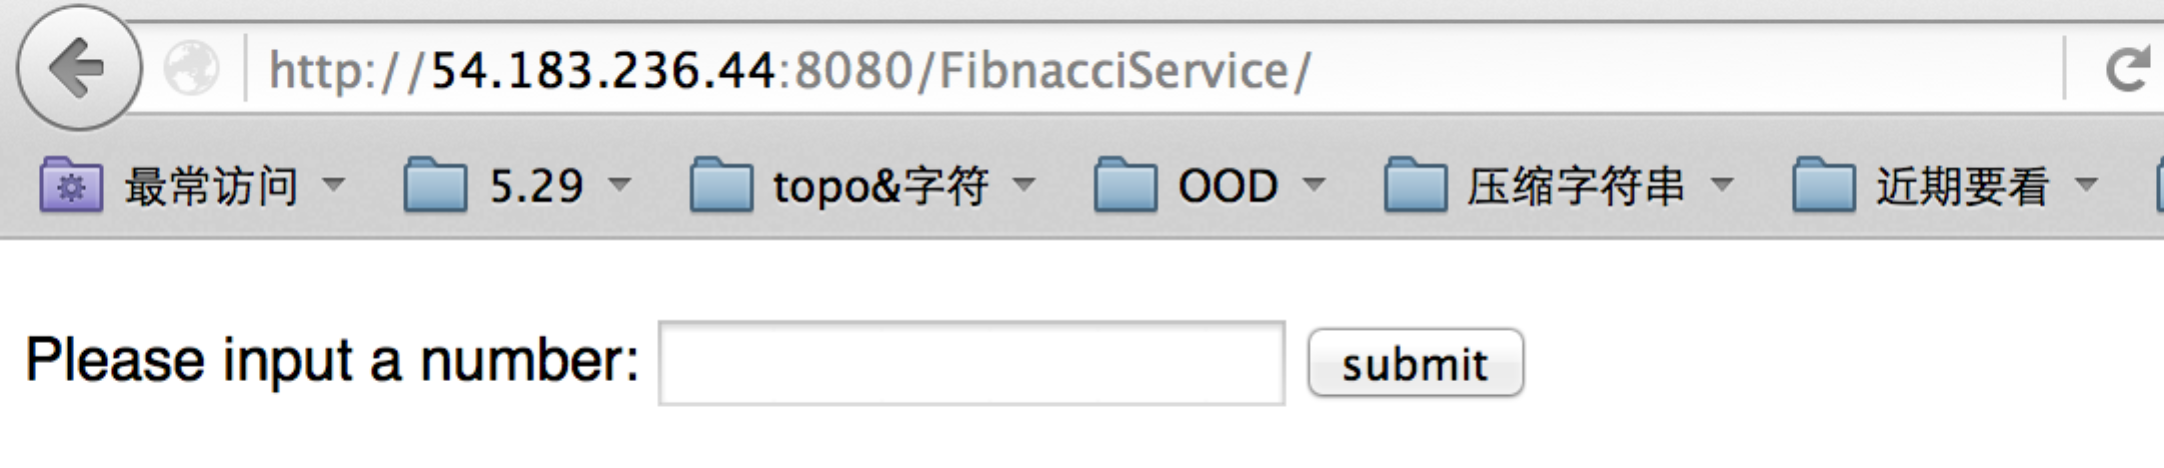 http://54.183.236.44:8080/FibnacciService/
最常访问 5.29 topo&字符 OOD 压缩字符串 近期要看
Please input a number: submit